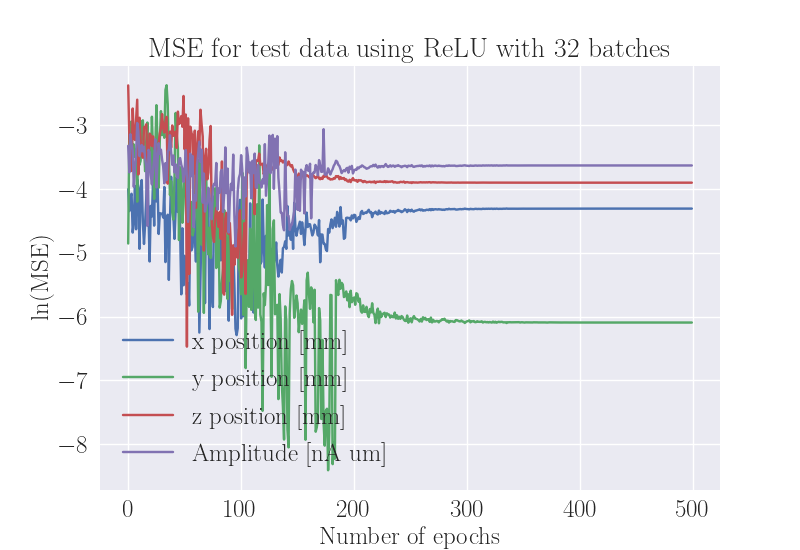 MSE for test data using ReLU with 32 batches
−3
−4
−5
−6
−7
−8
ln(MSE)
x position [mm]
y position [mm]
z position [mm]
Amplitude [nA um]
0 100 200 300 400 500
Number of epochs